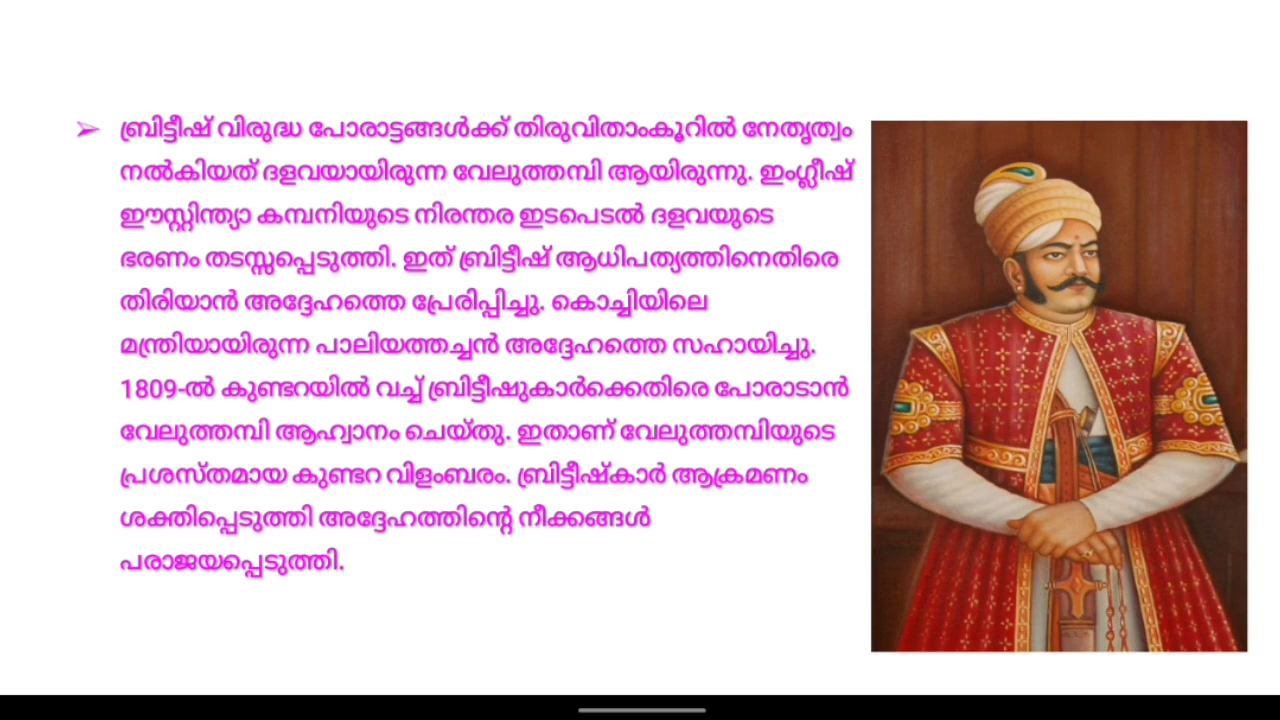 ➢ ബ്രിട്ടീഷ് വിരുദ്ധ പോരാട്ടങ്ങൾക്ക് തിരുവിതാംകൂറിൽ നേതൃത്വം
നൽകിയത് ദളവയായിരുന്ന വേലുത്തമ്പി ആയിരുന്നു. ഇംഗ്ലീഷ്
ഈസ്റ്റിന്ത്യാ കമ്പനിയുടെ നിരന്തര ഇടപെടൽ ദളവയുടെ
ഭരണം തടസ്സപ്പെടുത്തി. ഇത് ബ്രിട്ടീഷ് ആധിപത്യത്തിനെതിരെ
തിരിയാൻ അദ്ദേഹത്തെ പ്രേരിപ്പിച്ചു. കൊച്ചിയിലെ
മന്ത്രിയായിരുന്ന പാലിയത്തച്ചൻ അദ്ദേഹത്തെ സഹായിച്ചു.
1809-ൽ കുണ്ടറയിൽ വച്ച് ബ്രിട്ടീഷുകാർക്കെതിരെ പോരാടാൻ
വേലുത്തമ്പി ആഹ്വാനം ചെയ്തു. ഇതാണ് വേലുത്തമ്പിയുടെ
പ്രശസ്തമായ കുണ്ടറ വിളംബരം. ബ്രിട്ടീഷ്കാർ ആക്രമണം
ശക്തിപ്പെടുത്തി അദ്ദേഹത്തിന്റെ നീക്കങ്ങൾ
പരാജയപ്പെടുത്തി.